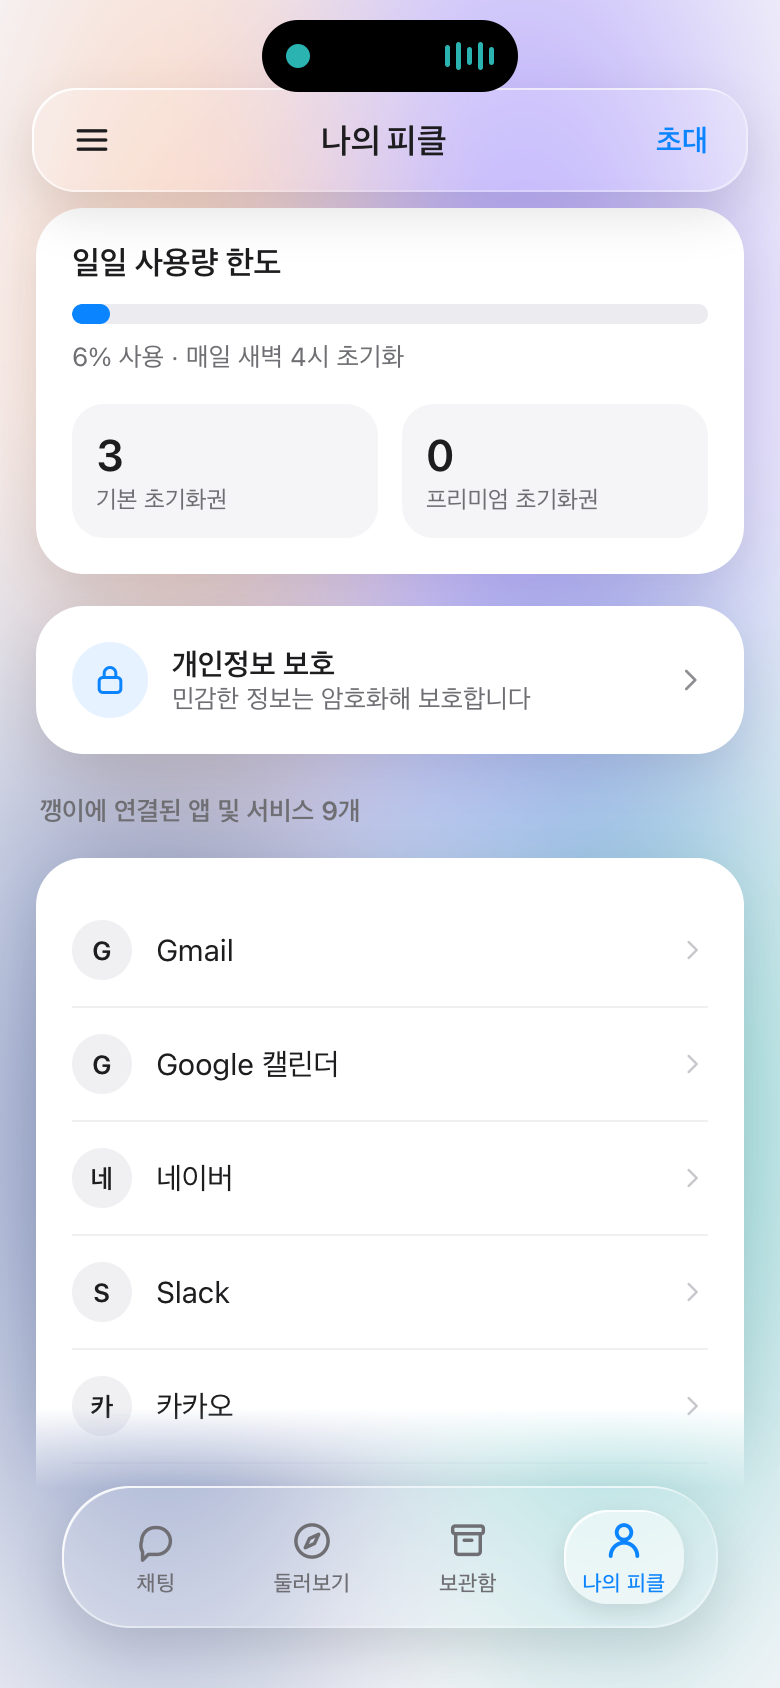 나의 피클
초대
일일 사용량 한도
6% 사용 · 매일 새벽 4시 초기화
3
기본 초기화권
0
프리미엄 초기화권
개인정보 보호
민감한 정보는 암호화해 보호합니다
깽이에 연결된 앱 및 서비스 9개
G
Gmail
G
Google 캘린더
네
네이버
S
Slack
카
카카오
채팅
둘러보기
보관함
나의 피클